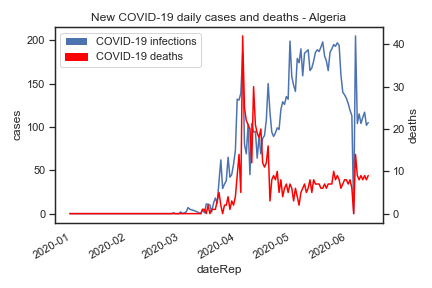 New COVID-19 daily cases and deaths - Algeria
COVID-19 infections
COVID-19 deaths
200
150
100
50
0
cases
40
30
20
10
0
deaths
2020-01
2020-02
2020-03
2020-04
2020-05
2020-06
dateRep